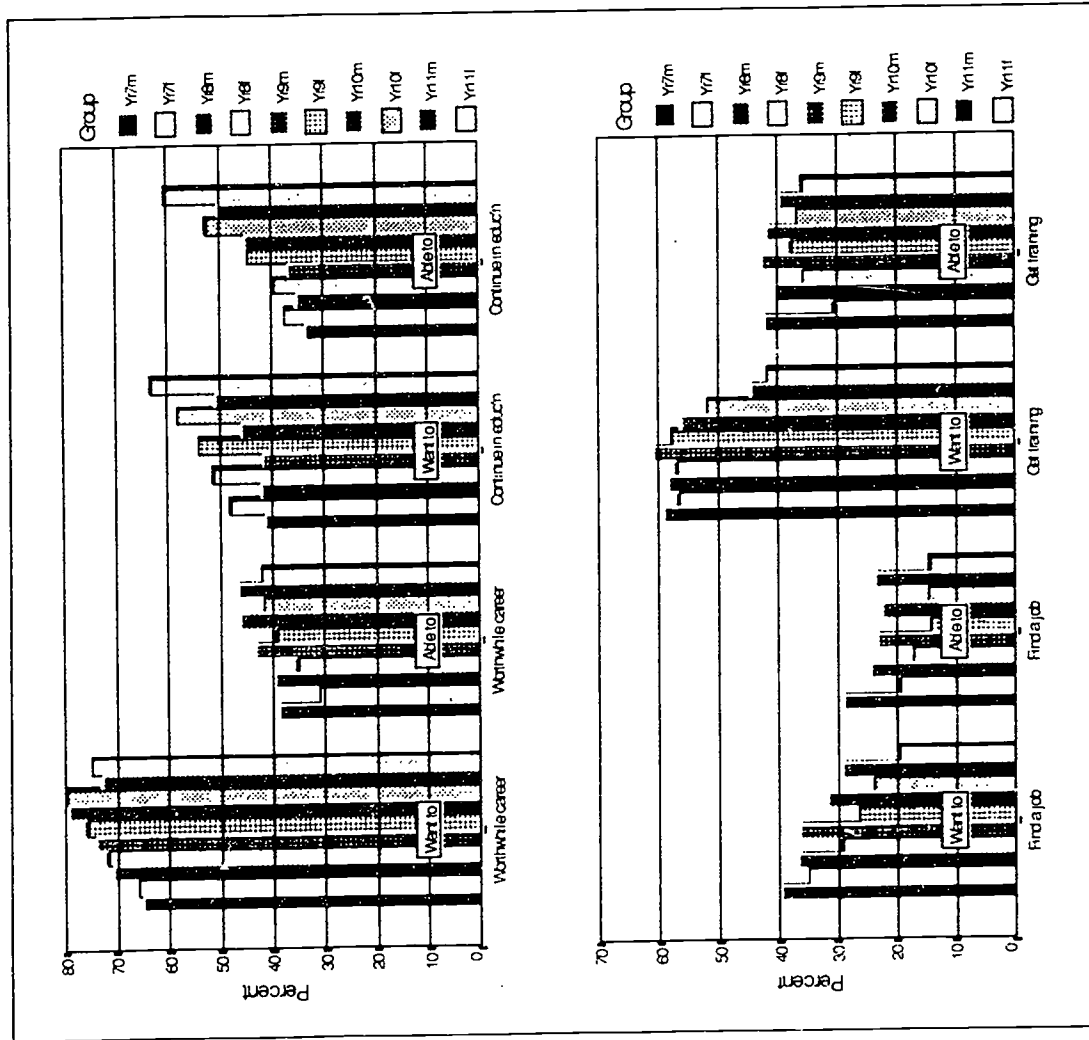 Group
Yr7m
Yr7f
Yr8m
Yr8f
Yr9m
Yr9f
Yr10m
Yr10f
Yr11m
Yr11f
Percent
80
70
60
50
40
30
20
10
0
Want to
Able to
Want to
Able to
Worthwhile career
Worthwhile career
Continue in educ'n
Continue in educ'n
Group
Yr7m
Yr7f
Yr8m
Yr8f
Yr9m
Yr9f
Yr10m
Yr10f
Yr11m
Yr11f
Percent
70
60
50
40
30
20
10
0
Want to
Able to
Want to
Able to
Find a job
Find a job
Get training
Get training